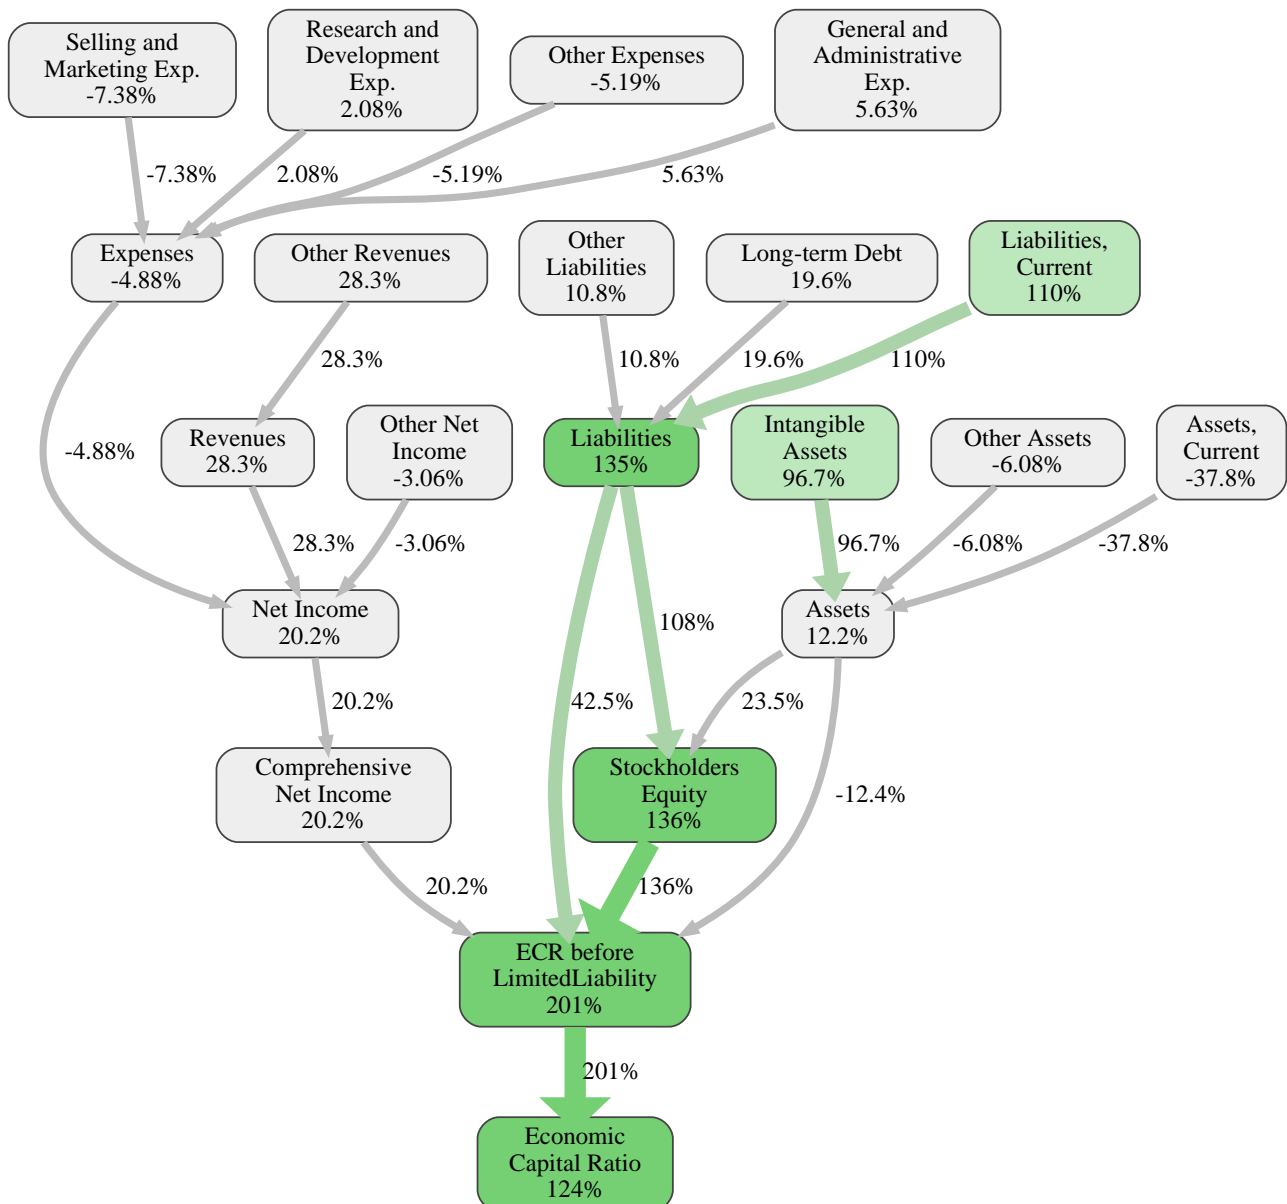 Selling and
Marketing Exp.
-7.38%
Research and
Development
Exp.
2.08%
Other Expenses
-5.19%
General and
Administrative
Exp.
5.63%
-7.38%
2.08%
-5.19%
5.63%
Expenses
-4.88%
Other Revenues
28.3%
Other
Liabilities
10.8%
Long-term Debt
19.6%
Liabilities,
Current
110%
28.3%
10.8%
19.6%
110%
-4.88%
Revenues
28.3%
Other Net
Income
-3.06%
Liabilities
135%
Intangible
Assets
96.7%
Other Assets
-6.08%
Assets,
Current
-37.8%
28.3%
-3.06%
96.7%
-6.08%
-37.8%
Net Income
20.2%
108%
Assets
12.2%
20.2%
42.5%
23.5%
Comprehensive
Net Income
20.2%
Stockholders
Equity
136%
-12.4%
20.2%
136%
ECR before
LimitedLiability
201%
201%
Economic
Capital Ratio
124%